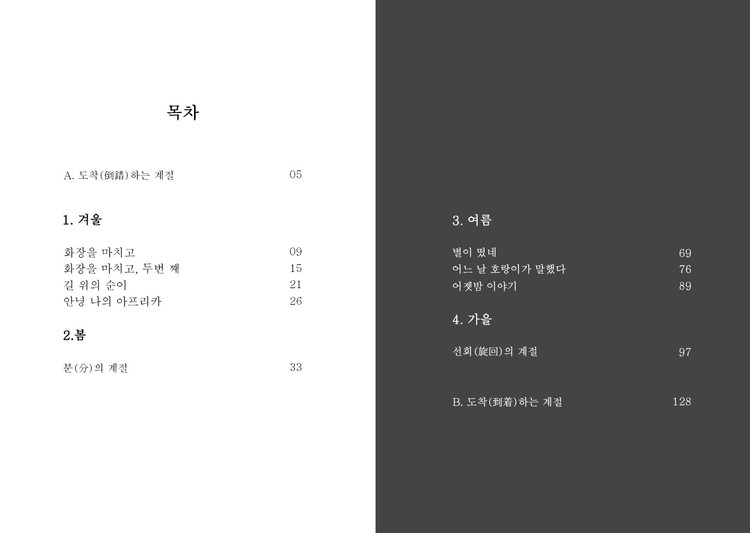 목차
A. 도착(倒錯)하는 계절 05
1. 겨울
화장을 마치고 09
화장을 마치고, 두번 째 15
길 위의 순이 21
안녕 나의 아프리카 26
2.봄
분(分)의 계절 33
3. 여름
별이 떴네 69
어느 날 호랑이가 말했다 76
어젯밤 이야기 89
4. 가을
선회(旋回)의 계절 97
B. 도착(到着)하는 계절 128